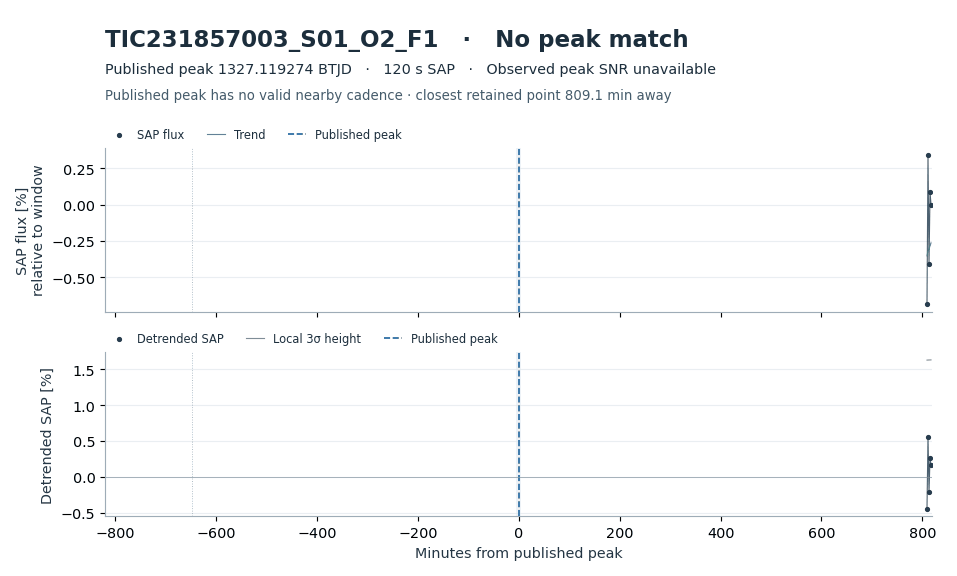 TIC231857003_S01_O2_F1 · No peak match
Published peak 1327.119274 BTJD · 120 s SAP · Observed peak SNR unavailable
Published peak has no valid nearby cadence · closest retained point 809.1 min away
SAP flux Trend Published peak
SAP flux [%]
relative to window
0.25
0.00
−0.25
−0.50
Detrended SAP Local 3σ height Published peak
Detrended SAP [%]
1.5
1.0
0.5
0.0
−0.5
−800 −600 −400 −200 0 200 400 600 800
Minutes from published peak